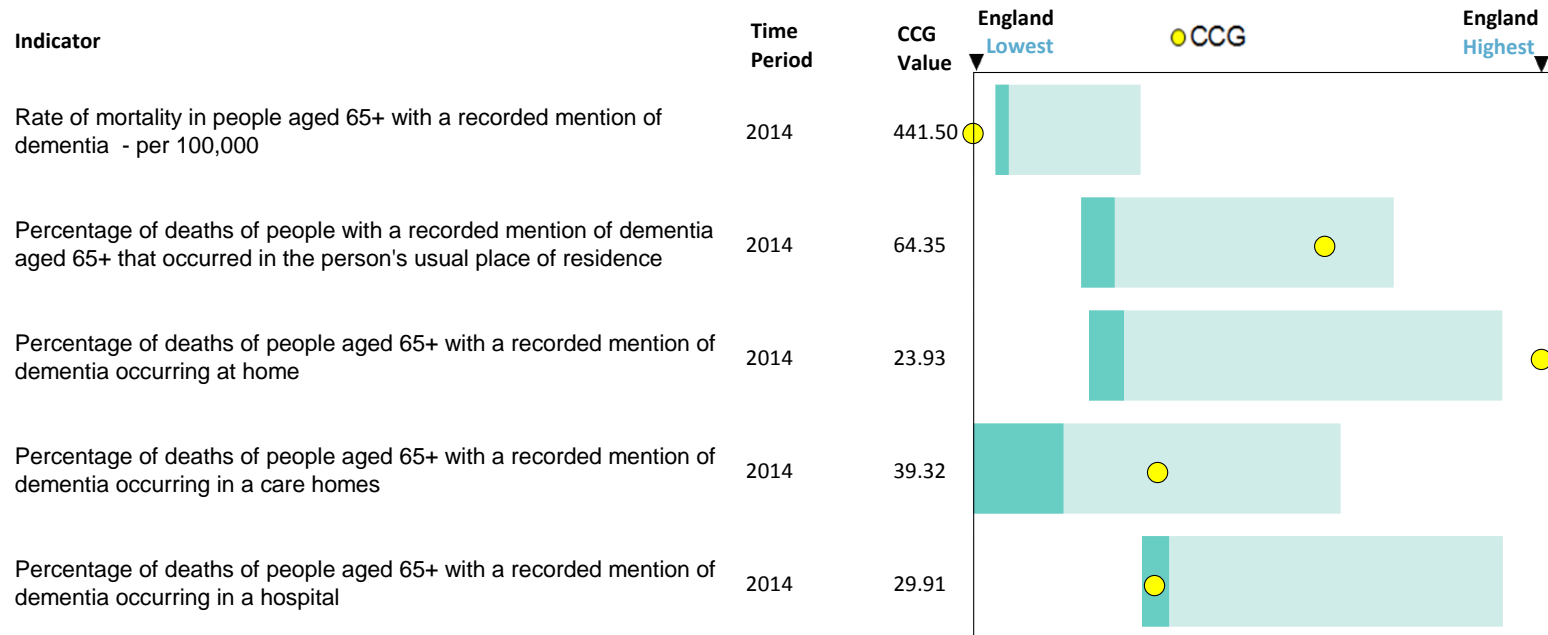 Indicator
Time
Period
CCG
Value
England
Lowest
CCG
England
Highest
Rate of mortality in people aged 65+ with a recorded mention of
dementia - per 100,000
2014
441.50
Percentage of deaths of people with a recorded mention of dementia
aged 65+ that occurred in the person's usual place of residence
2014
64.35
Percentage of deaths of people aged 65+ with a recorded mention of
dementia occurring at home
2014
23.93
Percentage of deaths of people aged 65+ with a recorded mention of
dementia occurring in a care homes
2014
39.32
Percentage of deaths of people aged 65+ with a recorded mention of
dementia occurring in a hospital
2014
29.91